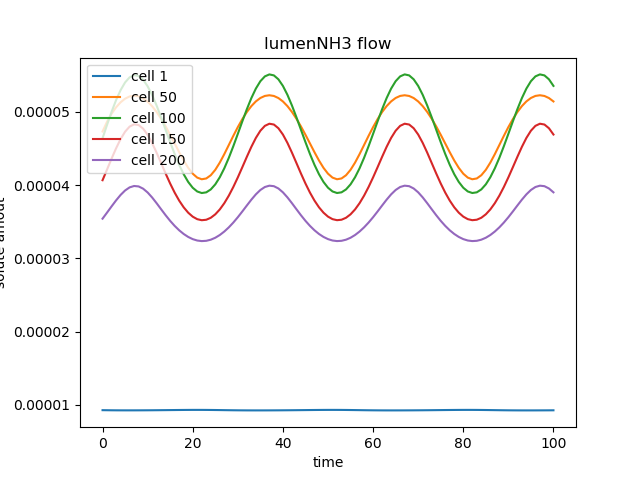 lumenNH3 flow
cell 1
cell 50
cell 100
cell 150
cell 200
0.00005
0.00004
0.00003
0.00002
0.00001
0
20
40
60
80
100
time